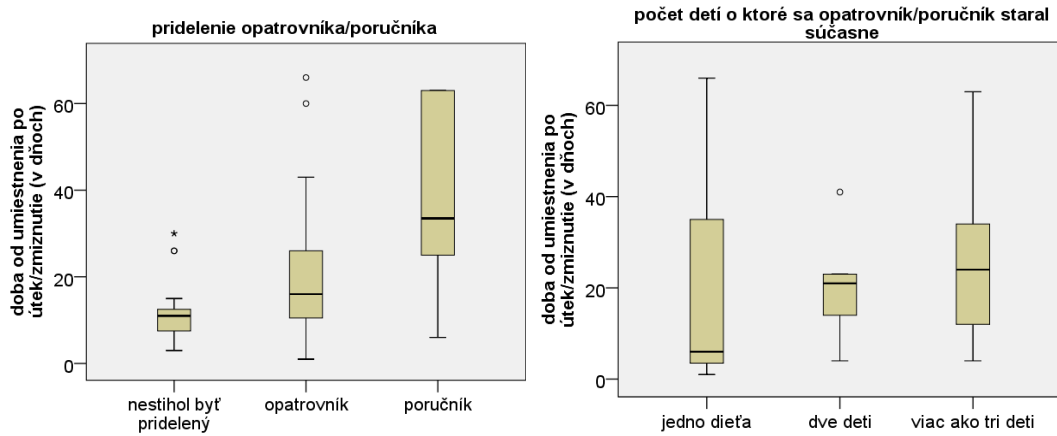 pridelenie opatrovníka/poručníka
doba od umiestnenia po
útek/zmiznutie (v dňoch)
60
40
20
0
nestihol byť
pridelený
opatrovník
poručník
počet detí o ktoré sa opatrovník/poručník staral
súčasne
doba od umiestnenia po
útek/zmiznutie (v dňoch)
60
40
20
0
jedno dieťa
dve deti
viac ako tri deti